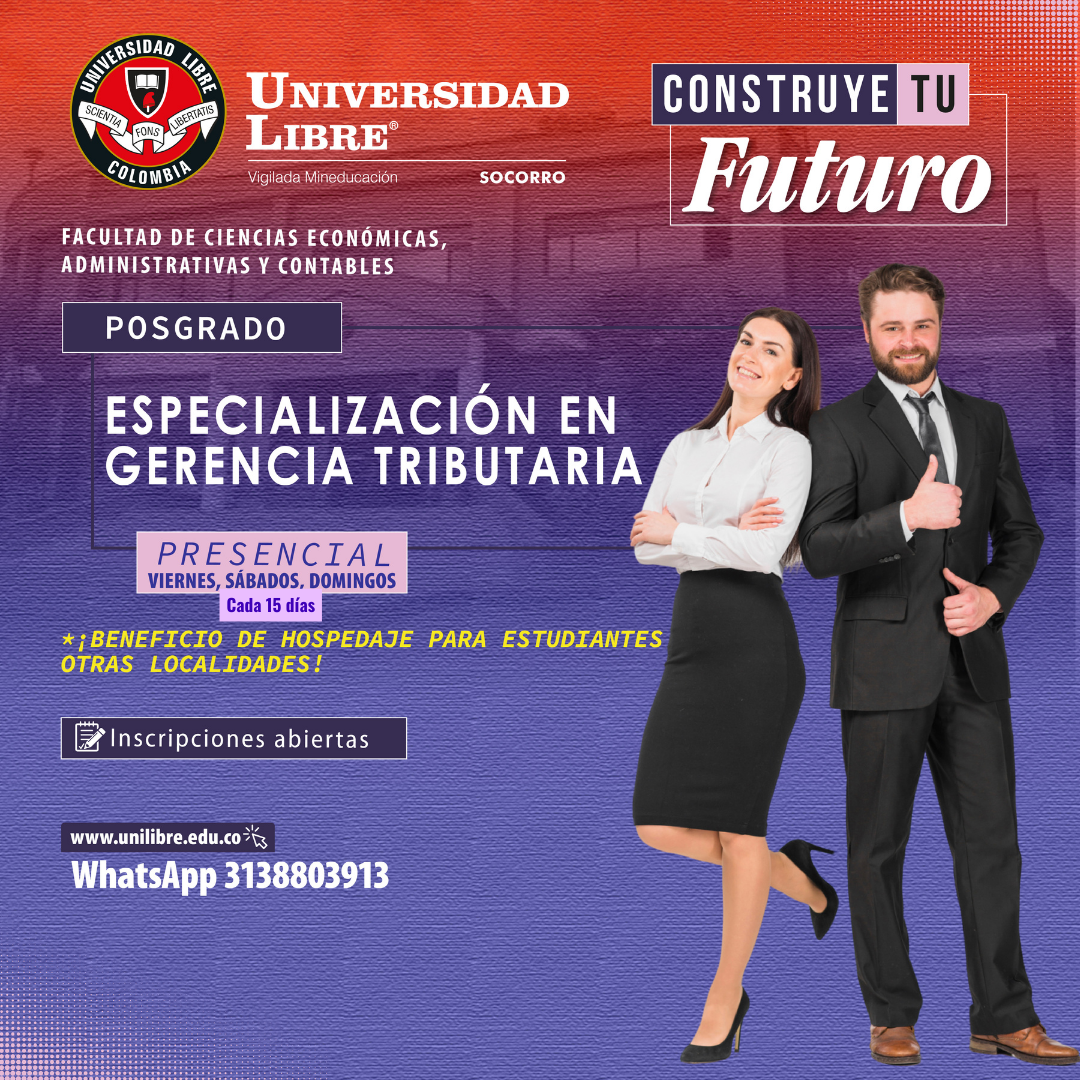 UNIVERSIDAD LIBRE
SCIENTIA
FONS
LIBERTATIS
COLOMBIA
UNIVERSIDAD
LIBRE®
Vigilada Mineducación
SOCORRO
CONSTRUYE TU
Futuro
FACULTAD DE CIENCIAS ECONÓMICAS,
ADMINISTRATIVAS Y CONTABLES
POSGRADO
ESPECIALIZACIÓN EN
GERENCIA TRIBUTARIA
PRESENCIAL
VIERNES, SÁBADOS, DOMINGOS
Cada 15 días
*¡BENEFICIO DE HOSPEDAJE PARA ESTUDIANTES
OTRAS LOCALIDADES!
Inscripciones abiertas
www.unilibre.edu.co
WhatsApp 3138803913